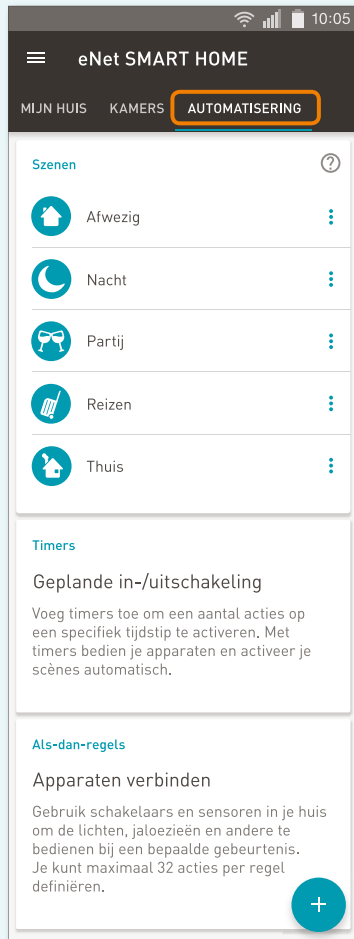 10:05
eNet SMART HOME
MIJN HUIS KAMERS AUTOMATISERING
Szenen
Afwezig
Nacht
Partij
Reizen
Thuis
Timers
Geplande in-/uitschakeling
Voeg timers toe om een aantal acties op
een specifiek tijdstip te activeren. Met
timers bedien je apparaten en activeer je
scènes automatisch.
Als-dan-regels
Apparaten verbinden
Gebruik schakelaars en sensoren in je huis
om de lichten, jaloezieën en andere te
bedienen bij een bepaalde gebeurtenis.
Je kunt maximaal 32 acties per regel
definiëren.